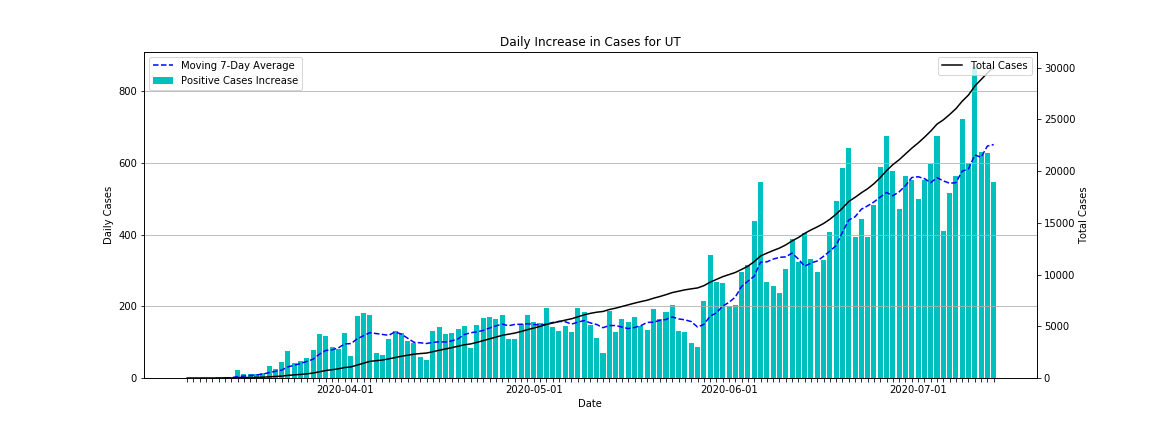 Daily Increase in Cases for UT
Moving 7-Day Average
Positive Cases Increase
Total Cases
800
600
400
200
0
Daily Cases
30000
25000
20000
15000
10000
5000
0
Total Cases
2020-04-01
2020-05-01
2020-06-01
2020-07-01
Date